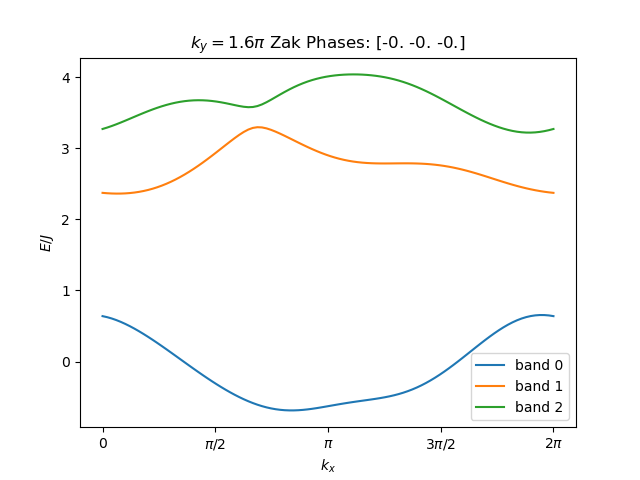 $k_y = 1.6\pi$ Zak Phases: [-0. -0. -0.]
4
3
2
1
0
E/J
0
π/2
π
3π/2
2π
$k_x$
band 0
band 1
band 2